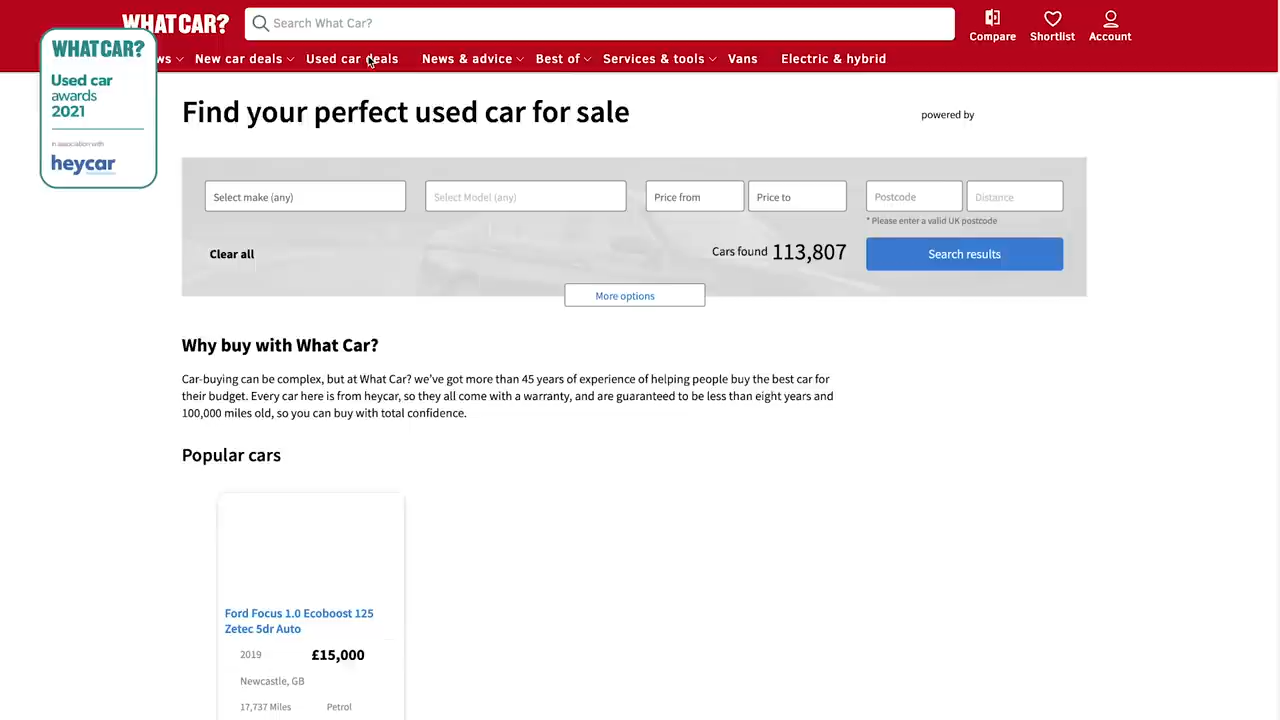 WHAT CAR?
Search What Car?
Compare
Shortlist
Account
ws
New car deals
Used car deals
News & advice
Best of
Services & tools
Vans
Electric & hybrid
WHAT CAR?
Used car
awards
2021
in association with
heycar
Find your perfect used car for sale
powered by
Select make (any)
Select Model (any)
Price from
Price to
Postcode
Distance
* Please enter a valid UK postcode
Clear all
Cars found 113,807
Search results
More options
Why buy with What Car?
Car-buying can be complex, but at What Car? we've got more than 45 years of experience of helping people buy the best car for
their budget. Every car here is from heycar, so they all come with a warranty, and are guaranteed to be less than eight years and
100,000 miles old, so you can buy with total confidence.
Popular cars
Ford Focus 1.0 Ecoboost 125
Zetec 5dr Auto
2019
£15,000
Newcastle, GB
17,737 Miles
Petrol